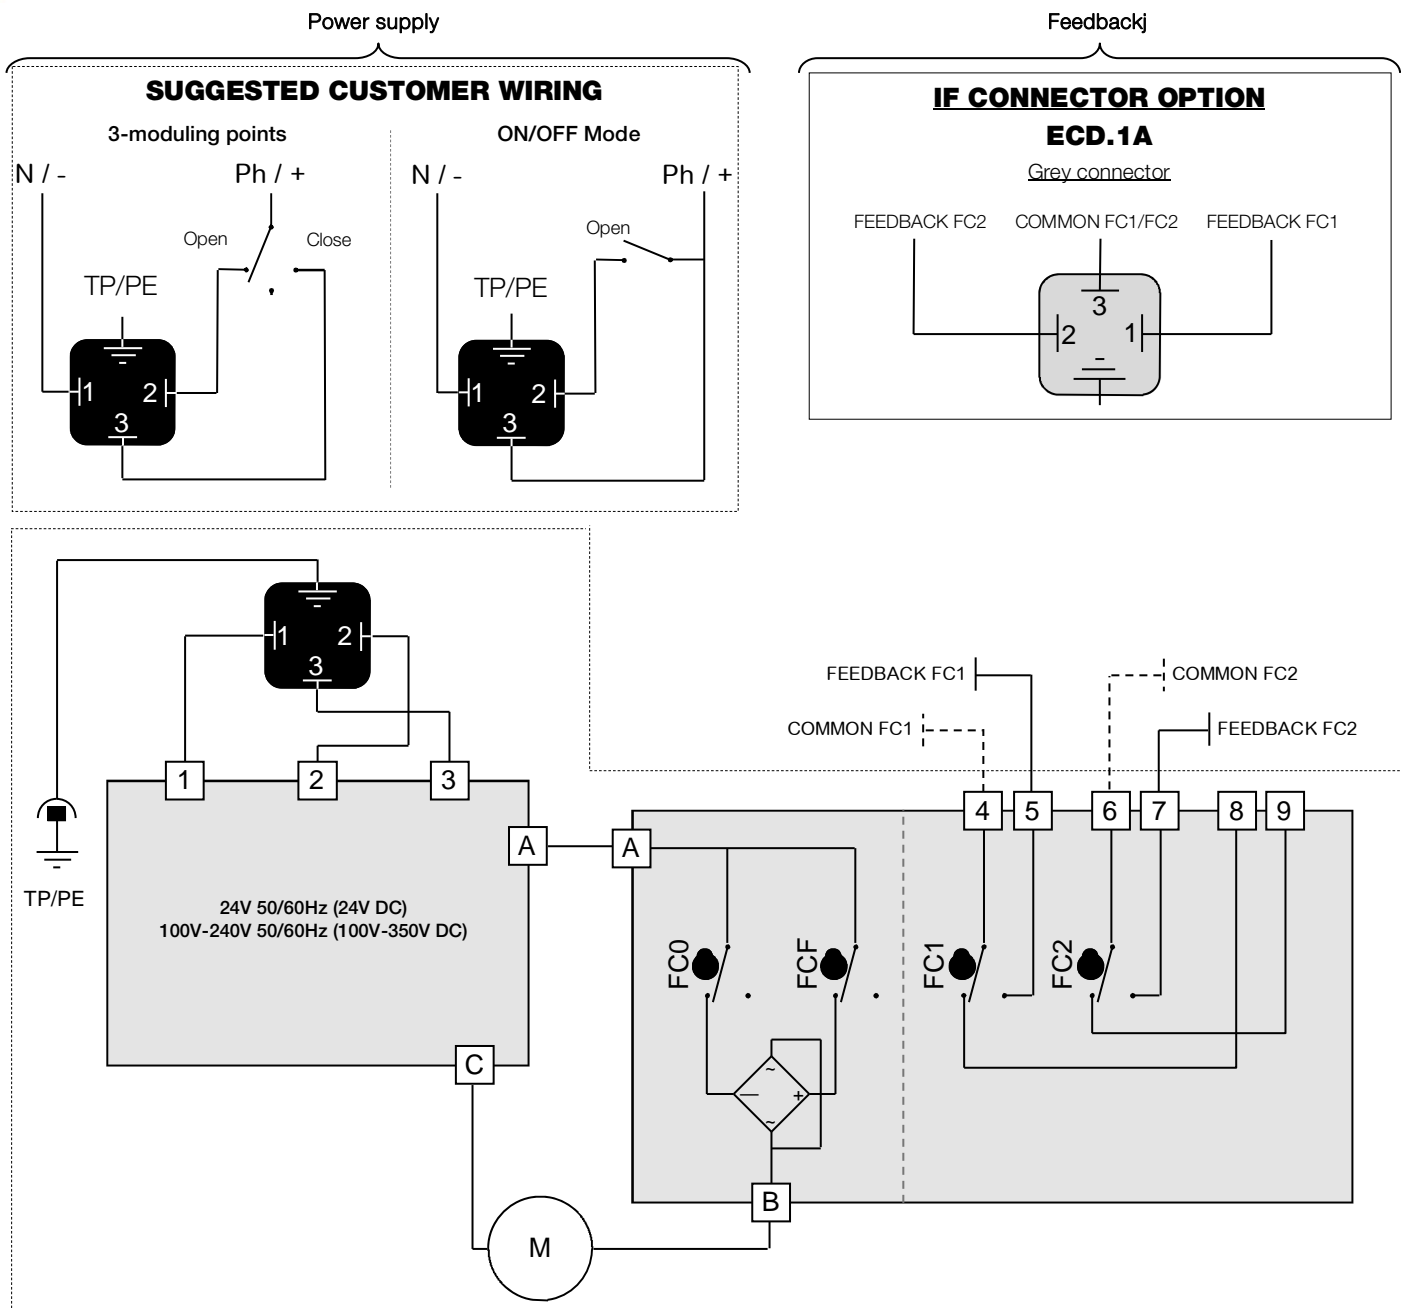 Power supply
Feedbackj
SUGGESTED CUSTOMER WIRING
3-moduling points
ON/OFF Mode
N / -
Ph / +
Open
Close
TP/PE
1
2
3
N / -
Ph / +
Open
TP/PE
1
2
3
IF CONNECTOR OPTION
ECD.1A
Grey connector
FEEDBACK FC2
COMMON FC1/FC2
FEEDBACK FC1
3
2
1
1
2
3
FEEDBACK FC1
COMMON FC2
COMMON FC1
FEEDBACK FC2
1
2
3
4
5
6
7
8
9
A
A
TP/PE
24V 50/60Hz (24V DC)
100V-240V 50/60Hz (100V-350V DC)
FC0
FCF
FC1
FC2
C
~
—
+
~
B
M